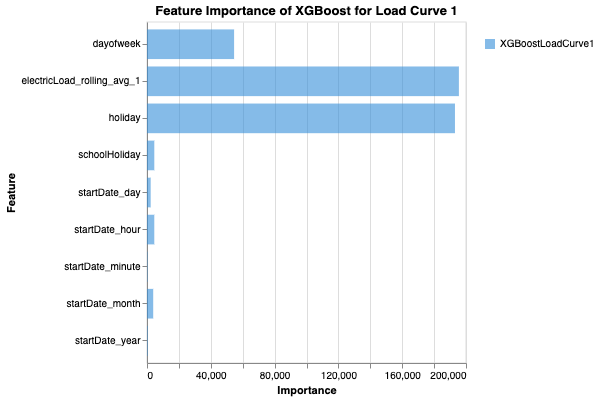 Feature Importance of XGBoost for Load Curve 1
XGBoostLoadCurve1
dayofweek
electricLoad_rolling_avg_1
holiday
schoolHoliday
startDate_day
startDate_hour
startDate_minute
startDate_month
startDate_year
Feature
0 40,000 80,000 120,000 160,000 200,000
Importance